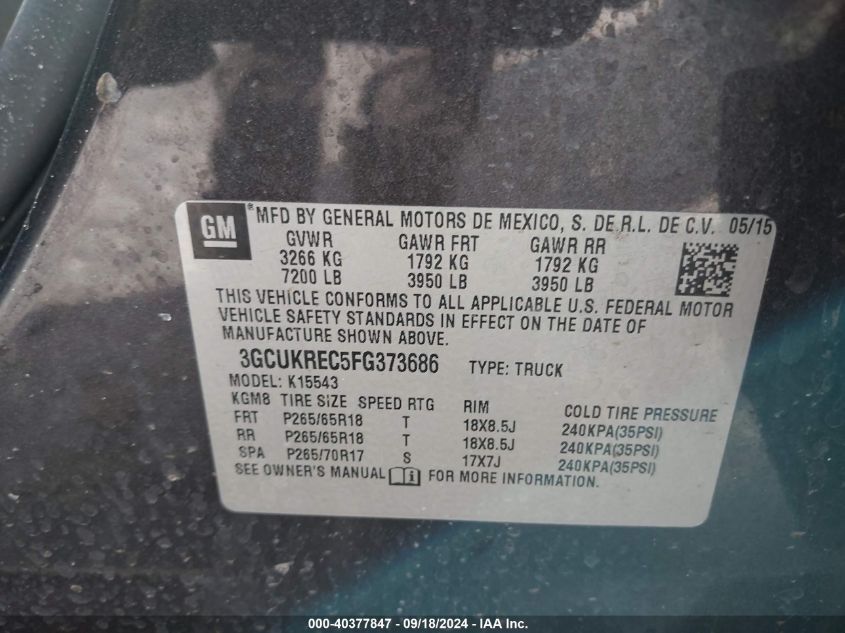 GM ® MFD BY GENERAL MOTORS DE MEXICO, S. DE R.L. DE C.V. 05/15
GVWR GAWR FRT GAWR RR
3266 KG 1792 KG 1792 KG
7200 LB 3950 LB 3950 LB
THIS VEHICLE CONFORMS TO ALL APPLICABLE U.S. FEDERAL MOTOR
VEHICLE SAFETY STANDARDS IN EFFECT ON THE DATE OF
MANUFACTURE SHOWN ABOVE.
3GCUKREC5FG373686 TYPE: TRUCK
MODEL: K15543
KGM8 TIRE SIZE SPEED RTG RIM COLD TIRE PRESSURE
FRT P265/65R18 T 18X8.5J 240KPA(35PSI)
RR P265/65R18 T 18X8.5J 240KPA(35PSI)
SPA P265/70R17 S 17X7J 240KPA(35PSI)
SEE OWNER'S MANUAL FOR MORE INFORMATION.
000-40377847 - 09/18/2024 - IAA Inc.